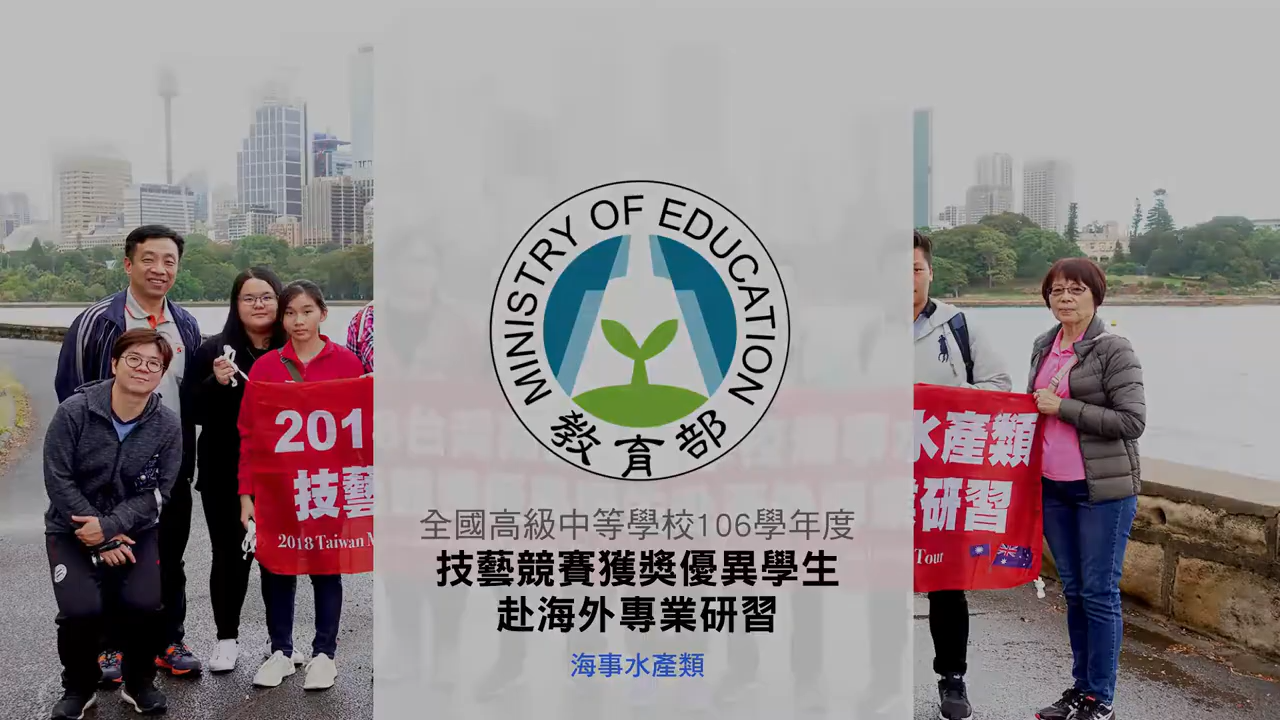 MINISTRY OF EDUCATION
教育部
全國高級中等學校106學年度
技藝競賽獲獎優異學生
赴海外專業研習
海事水產類
201
水產類
技藝
研習
2018 Taiwan
Tour